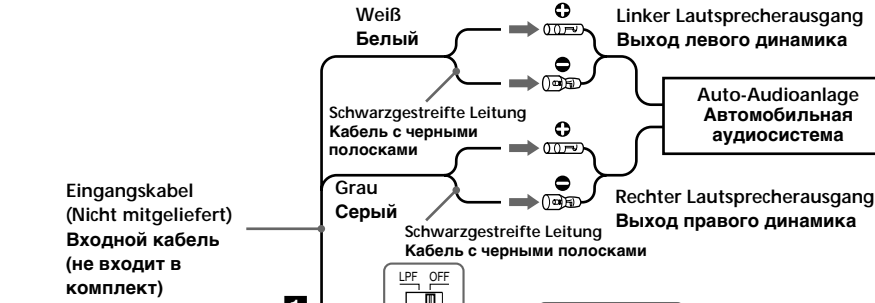 Weiß
Белый
Linker Lautsprecherausgang
Выход левого динамика
Schwarzgestreifte Leitung
Кабель с черными
полосками
Auto-Audioanlage
Автомобильная
аудиосистема
Eingangskabel
(Nicht mitgeliefert)
Входной кабель
(не входит в
комплект)
Grau
Серый
Schwarzgestreifte Leitung
Кабель с черными полосками
Rechter Lautsprecherausgang
Выход правого динамика
LPF OFF
1